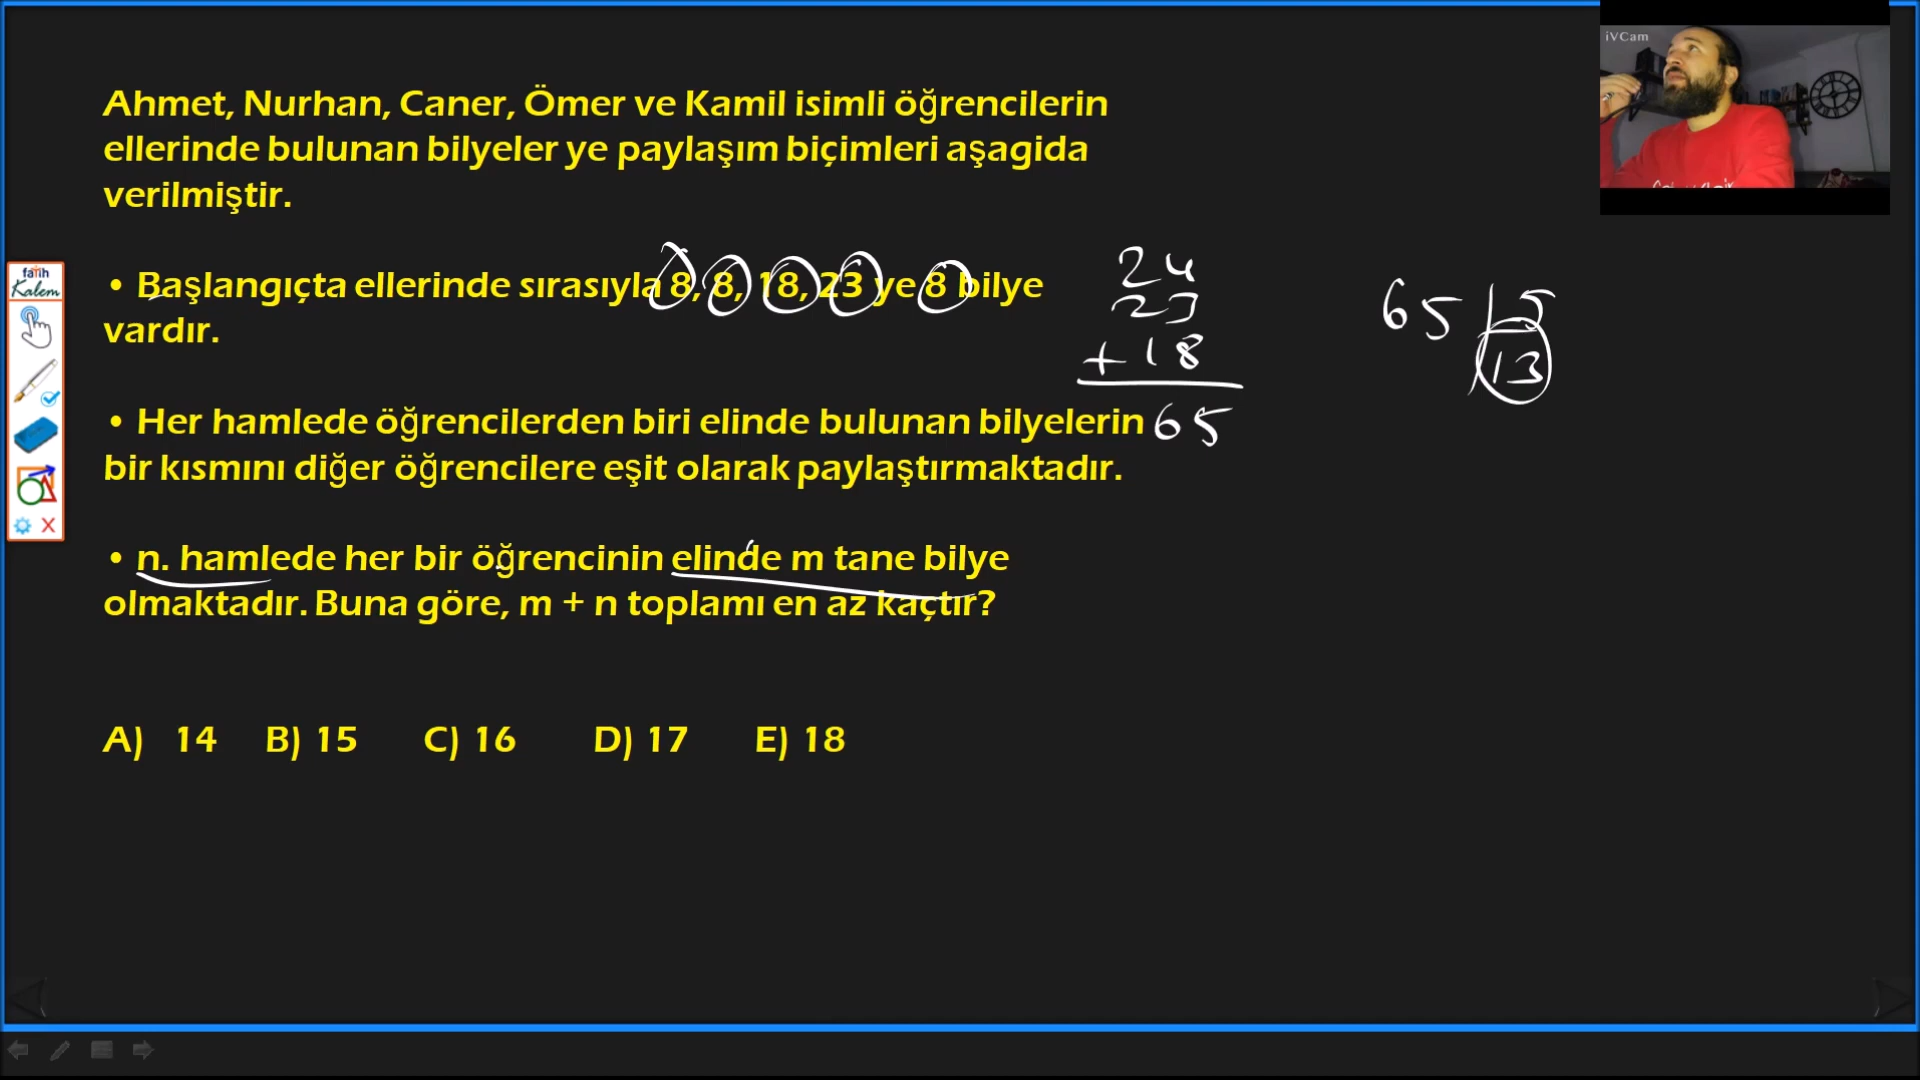 iVCam
Ahmet, Nurhan, Caner, Ömer ve Kamil isimli öğrencilerin
ellerinde bulunan bilyeler ye paylaşım biçimleri aşagida
verilmiştir.
fatih
Kalem
• Başlangıçta ellerinde sırasıyla 8, 8, 18, 23 ye 8 bilye
vardır.
24
23
+ 18
65
65 5
13
• Her hamlede öğrencilerden biri elinde bulunan bilyelerin
bir kısmını diğer öğrencilere eşit olarak paylaştırmaktadır.
• n. hamlede her bir öğrencinin elinde m tane bilye
olmaktadır. Buna göre, m + n toplamı en az kaçtır?
A) 14 B) 15 C) 16 D) 17 E) 18